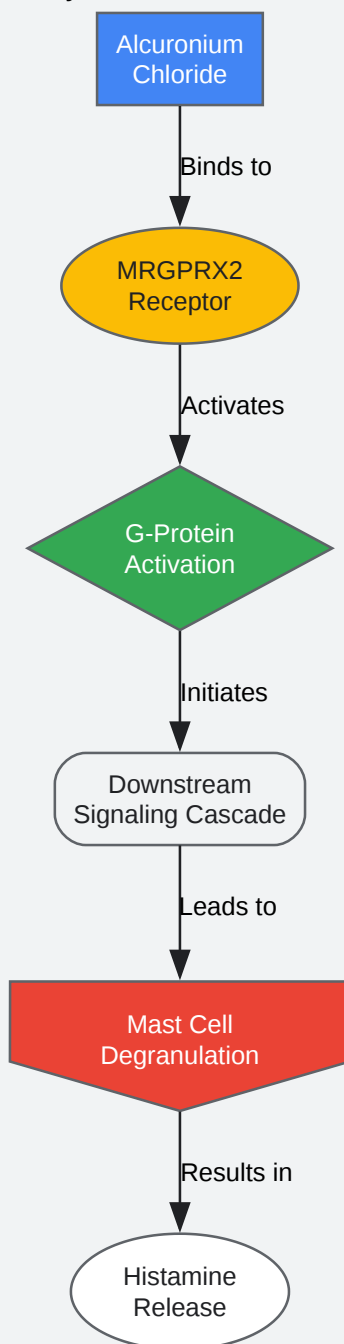 Alcuronium
Chloride
Binds to
MRGPRX2
Receptor
Activates
G-Protein
Activation
Initiates
Downstream
Signaling Cascade
Leads to
Mast Cell
Degranulation
Results in
Histamine
Release